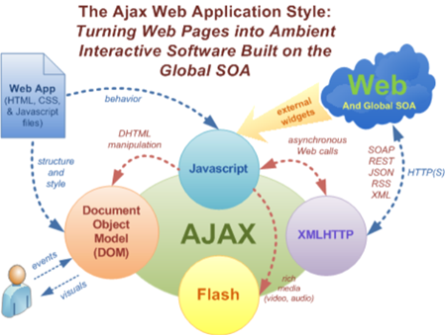 The Ajax Web Application Style:
Turning Web Pages into Ambient
Interactive Software Built on the
Global SOA
Web App
(HTML, CSS,
& Javascript
files)
behavior
external
widgets
Web
And Global SOA
DHTML
manipulation
Javascript
asynchronous
Web calls
SOAP
REST
JSON
RSS
XML
HTTP(S)
structure
and
style
Document
Object
Model
(DOM)
AJAX
XMLHTTP
events
visuals
Flash
rich
media
(video, audio)